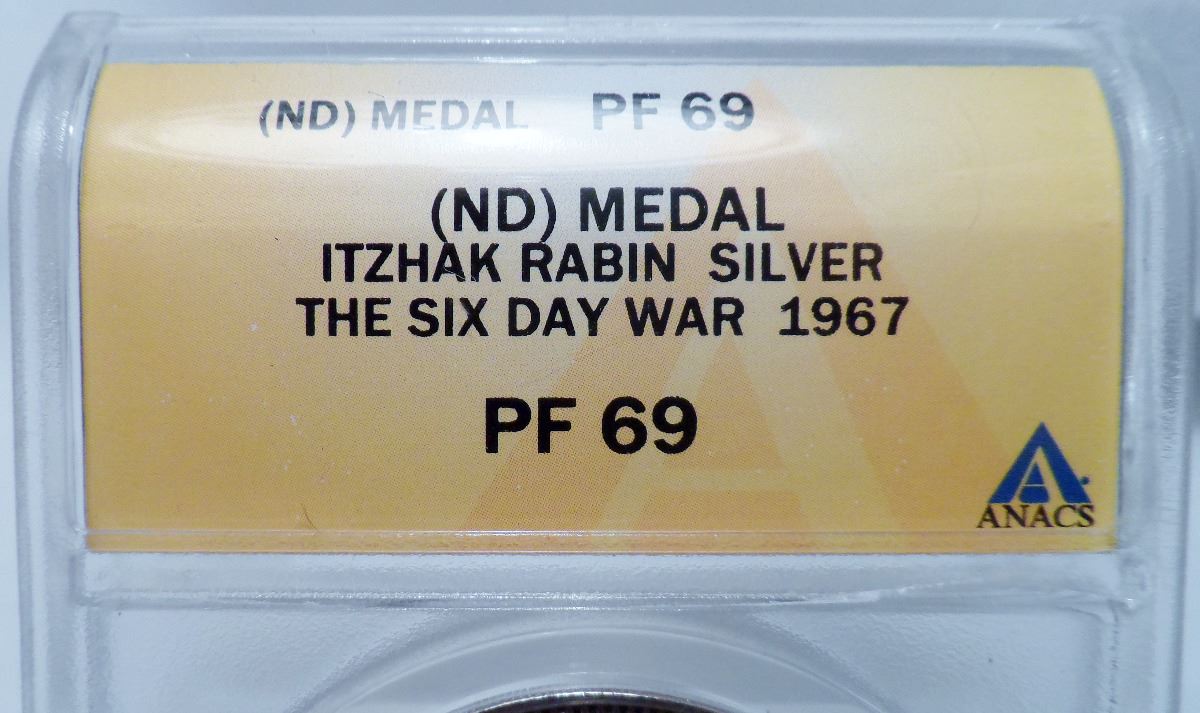 (ND) MEDAL PF 69
(ND) MEDAL
ITZHAK RABIN SILVER
THE SIX DAY WAR 1967
PF 69
ANACS